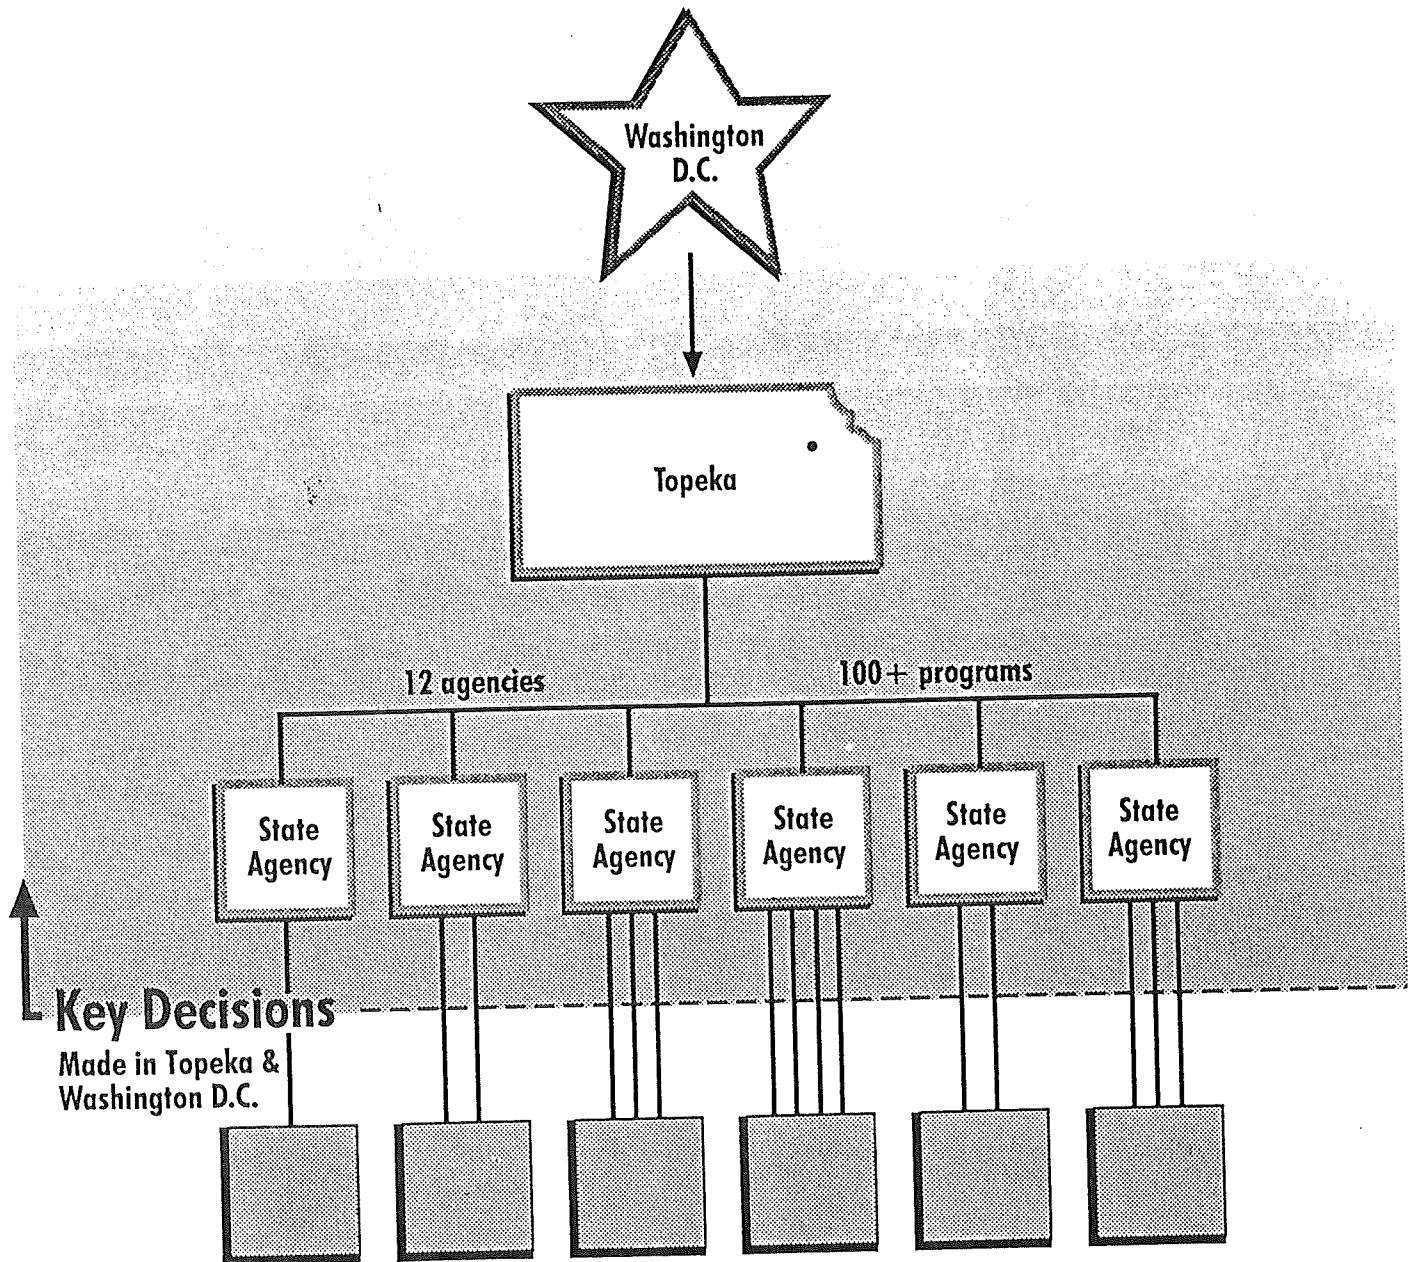 Washington
D.C.
Topeka
12 agencies
100+ programs
State
Agency
State
Agency
State
Agency
State
Agency
State
Agency
State
Agency
Key Decisions
Made in Topeka &
Washington D.C.